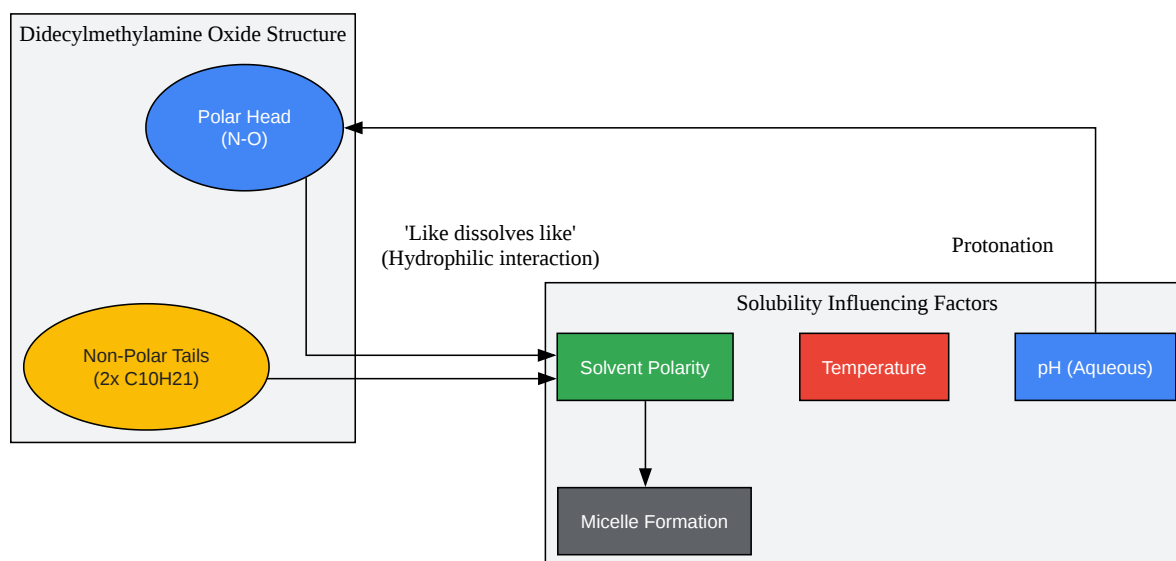 Didecylmethylamine Oxide Structure
Polar Head
(N-O)
'Like dissolves like'
(Hydrophilic interaction)
Protonation
Non-Polar Tails
(2x C10H21)
Solubility Influencing Factors
Solvent Polarity
Temperature
pH (Aqueous)
Micelle Formation